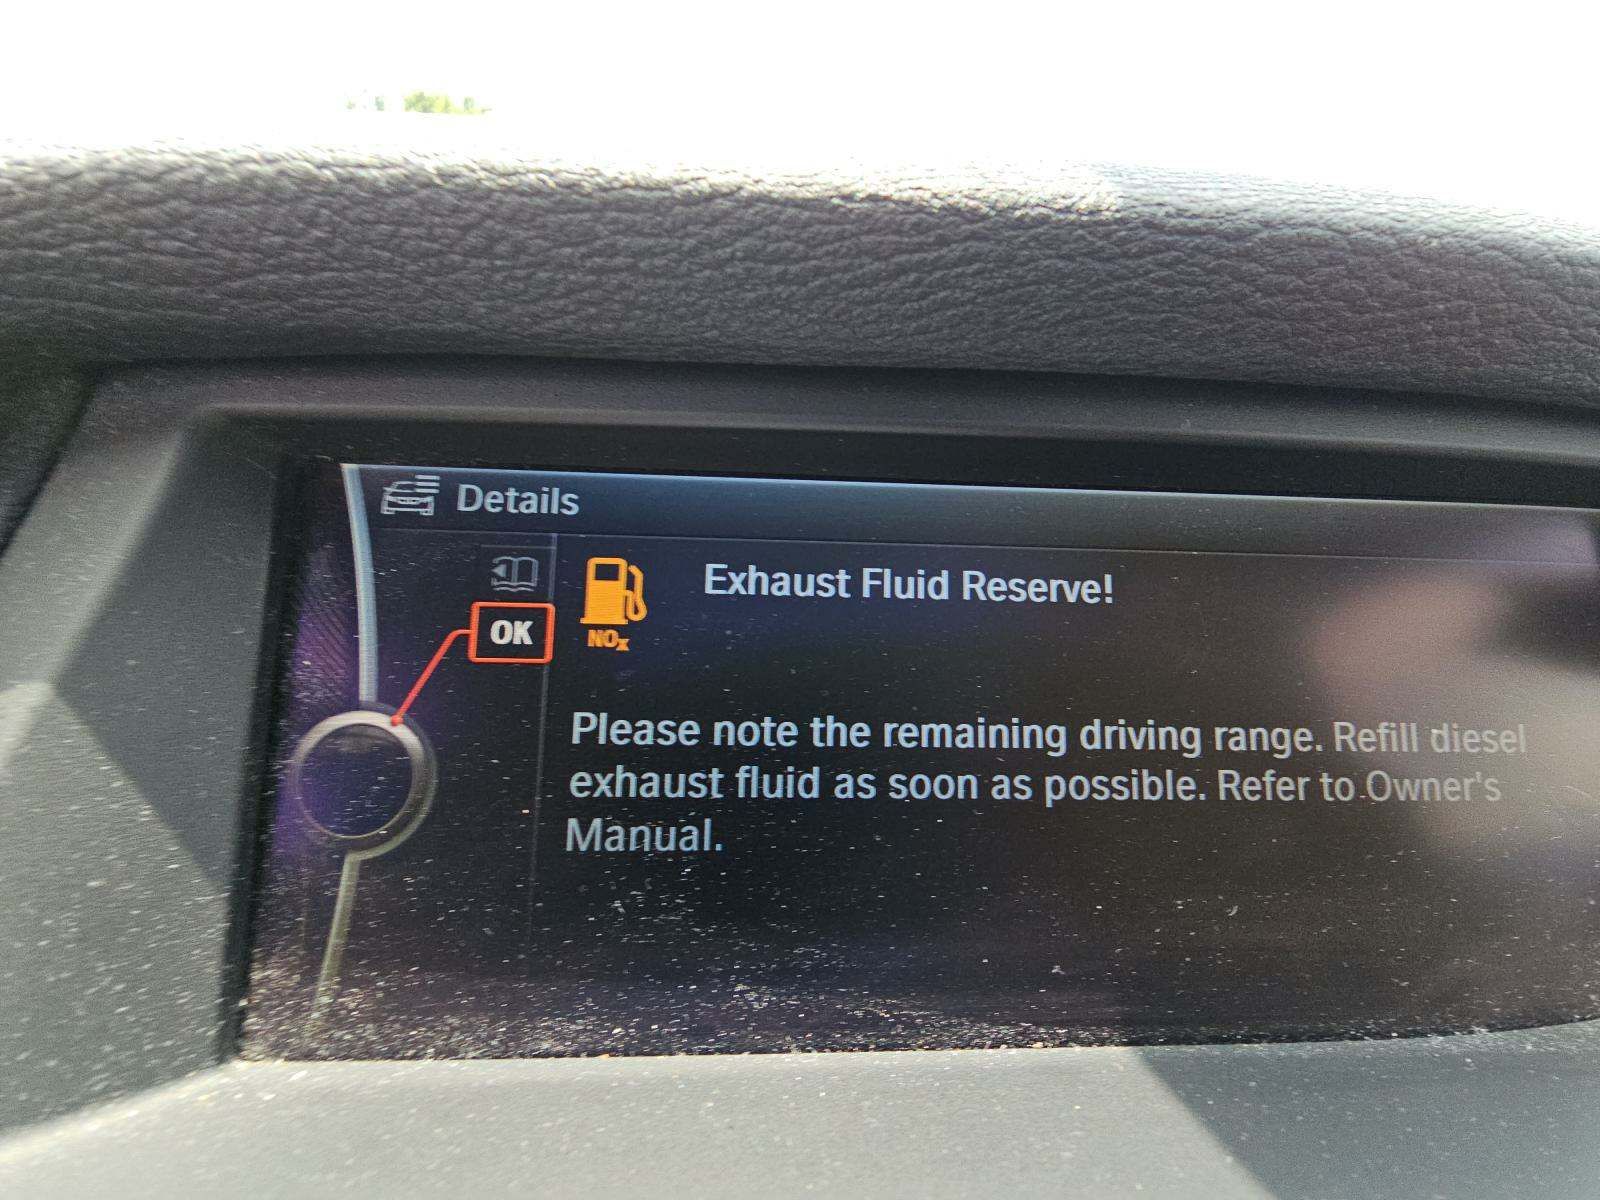 Details
Exhaust Fluid Reserve!
OK
NOx
Please note the remaining driving range. Refill diesel
exhaust fluid as soon as possible. Refer to Owner's
Manual.